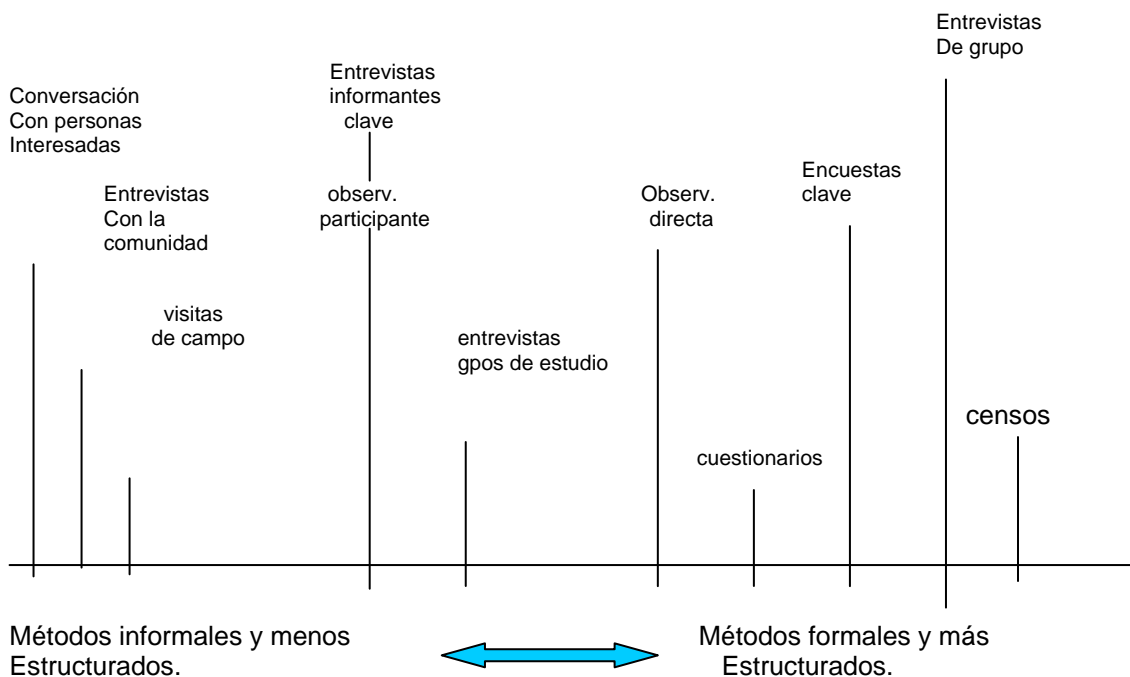 Conversación
Con personas
Interesadas
Entrevistas
Con la
comunidad
visitas
de campo
Entrevistas
informantes
clave
observ.
participante
entrevistas
gpos de estudio
Observ.
directa
cuestionarios
Encuestas
clave
Entrevistas
De grupo
censos
Métodos informales y menos
Estructurados.
Métodos formales y más
Estructurados.